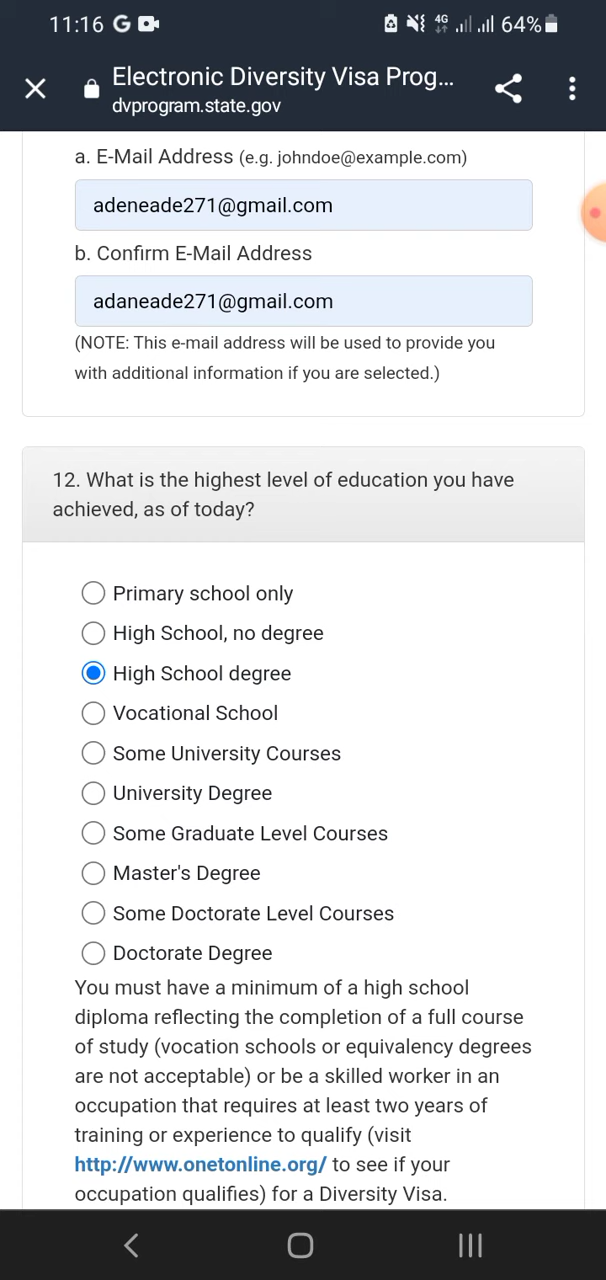 11:16 G 4G 64%
Electronic Diversity Visa Prog...
dvprogram.state.gov
a. E-Mail Address (e.g. johndoe@example.com)
adeneade271@gmail.com
b. Confirm E-Mail Address
adaneade271@gmail.com
(NOTE: This e-mail address will be used to provide you
with additional information if you are selected.)
12. What is the highest level of education you have
achieved, as of today?
Primary school only
High School, no degree
High School degree
Vocational School
Some University Courses
University Degree
Some Graduate Level Courses
Master's Degree
Some Doctorate Level Courses
Doctorate Degree
You must have a minimum of a high school
diploma reflecting the completion of a full course
of study (vocation schools or equivalency degrees
are not acceptable) or be a skilled worker in an
occupation that requires at least two years of
training or experience to qualify (visit
http://www.onetonline.org/ to see if your
occupation qualifies) for a Diversity Visa.